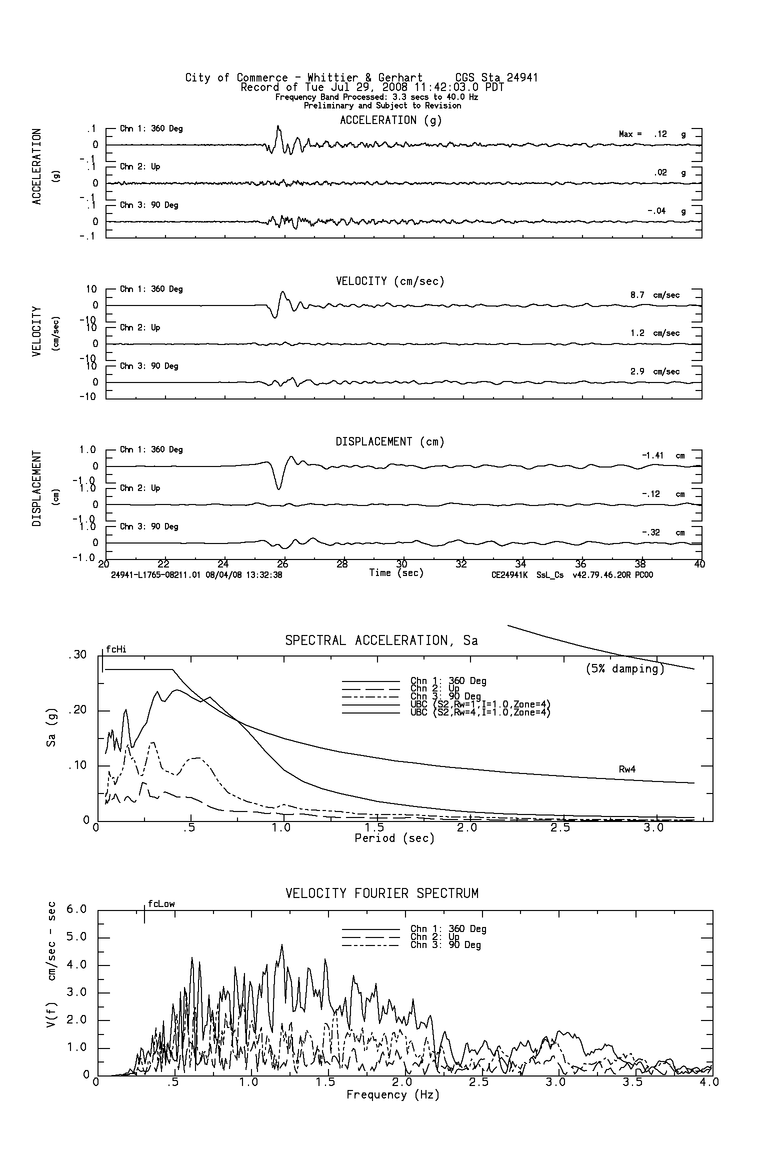 City of Commerce - Whittier & Gerhart CGS Sta 24941
Record of Tue Jul 29, 2008 11:42:03.0 PDT
Frequency Band Processed: 3.3 secs to 40.0 Hz
Preliminary and Subject to Revision
ACCELERATION (g)
ACCELERATION
(g)
.1
0
-.1
Chn 1: 360 Deg
Max = .12 g
.1
0
-.1
Chn 2: Up
.02 g
.1
0
-.1
Chn 3: 90 Deg
-.04 g
VELOCITY (cm/sec)
VELOCITY
(cm/sec)
10
0
-10
Chn 1: 360 Deg
8.7 cm/sec
10
0
-10
Chn 2: Up
1.2 cm/sec
10
0
-10
Chn 3: 90 Deg
2.9 cm/sec
DISPLACEMENT (cm)
DISPLACEMENT
(cm)
1.0
0
-1.0
Chn 1: 360 Deg
-1.41 cm
1.0
0
-1.0
Chn 2: Up
-.12 cm
1.0
0
-1.0
Chn 3: 90 Deg
-.32 cm
20 22 24 26 28 30 32 34 36 38 40
24941-L1765-08211.01 08/04/08 13:32:38 Time (sec) CE24941K SsL_Cs v42.79.46.20R PC00
SPECTRAL ACCELERATION, Sa
fcHi
(5% damping)
Chn 1: 360 Deg
Chn 2: Up
Chn 3: 90 Deg
UBC (S2,Rw=1,I=1.0,Zone=4)
UBC (S2,Rw=4,I=1.0,Zone=4)
Rw4
Sa (g)
.30
.20
.10
0
0 .5 1.0 1.5 2.0 2.5 3.0
Period (sec)
VELOCITY FOURIER SPECTRUM
fcLow
Chn 1: 360 Deg
Chn 2: Up
Chn 3: 90 Deg
V(f) cm/sec - sec
6.0
5.0
4.0
3.0
2.0
1.0
0
0 .5 1.0 1.5 2.0 2.5 3.0 3.5 4.0
Frequency (Hz)